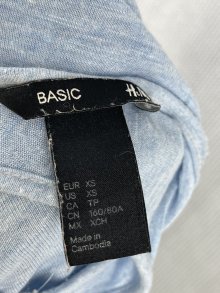 BASIC
EUR XS
US XS
CA TP
CN 160/80A
MX XCH
Made in
Cambodia